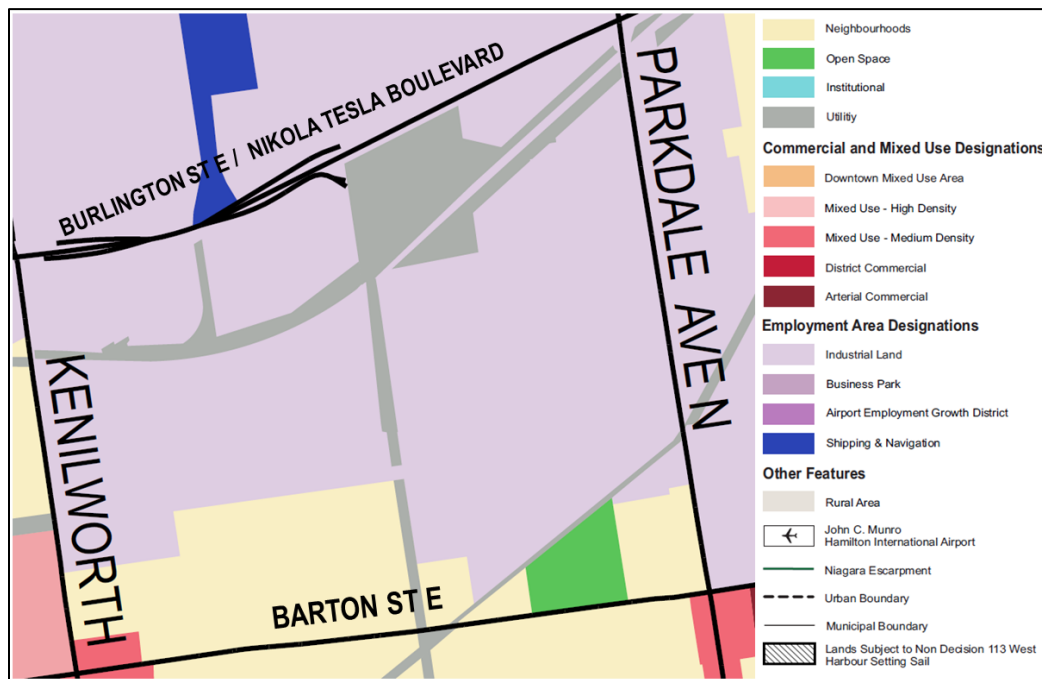 BURLINGTON ST E / NIKOLA TESLA BOULEVARD
PARKDALE AVE N
KENILWORTH
BARTON ST E
Neighbourhoods
Open Space
Institutional
Utilitiy
Commercial and Mixed Use Designations
Downtown Mixed Use Area
Mixed Use - High Density
Mixed Use - Medium Density
District Commercial
Arterial Commercial
Employment Area Designations
Industrial Land
Business Park
Airport Employment Growth District
Shipping & Navigation
Other Features
Rural Area
John C. Munro
Hamilton International Airport
Niagara Escarpment
Urban Boundary
Municipal Boundary
Lands Subject to Non Decision 113 West
Harbour Setting Sail